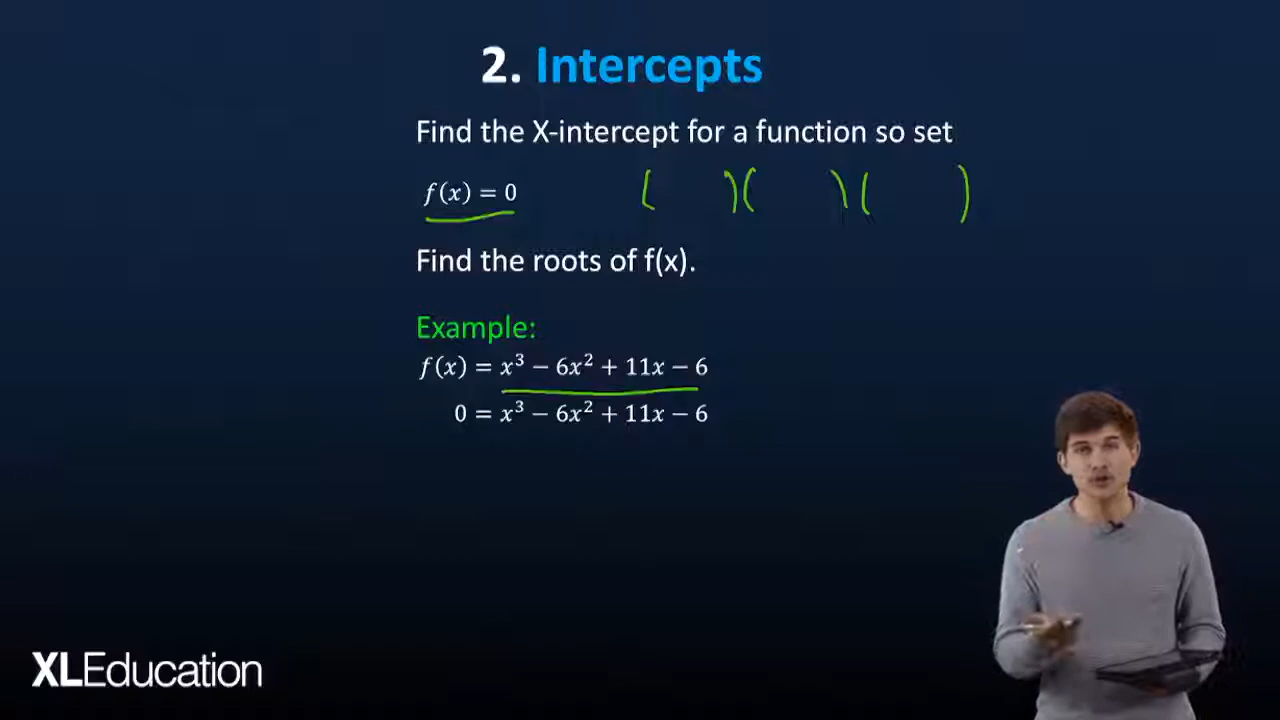 2. Intercepts
Find the X-intercept for a function so set
f(x) = 0 ( )( )( )
Find the roots of f(x).
Example:
f(x) = x³ − 6x² + 11x − 6
0 = x³ − 6x² + 11x − 6
XLEducation